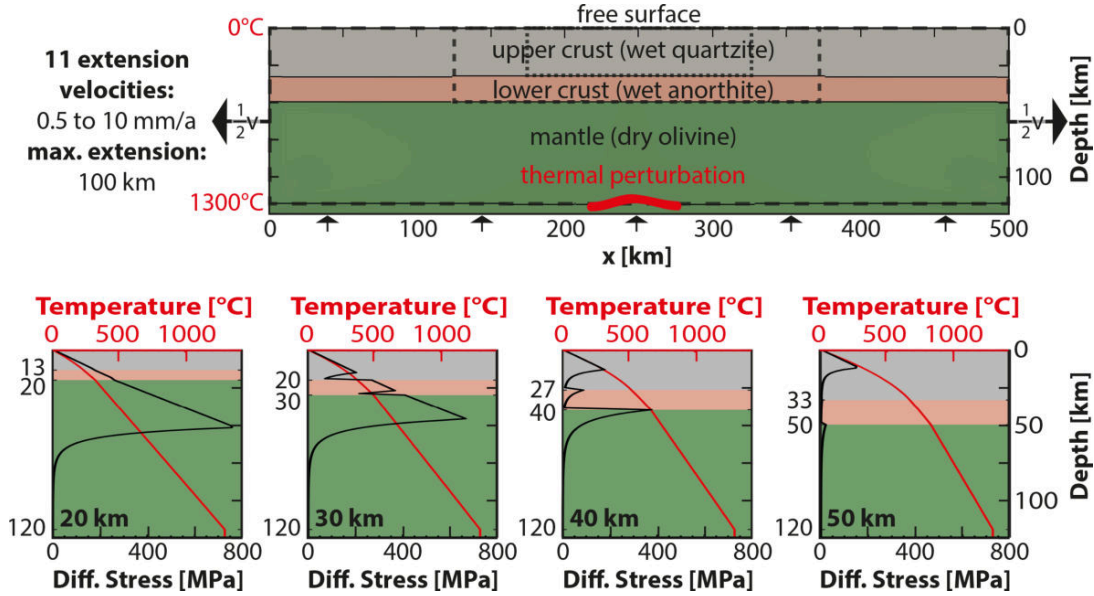 free surface
0°C
0
upper crust (wet quartzite)
11 extension
velocities:
0.5 to 10 mm/a
max. extension:
100 km
lower crust (wet anorthite)
1/2 V
1/2 V
mantle (dry olivine)
thermal perturbation
100
1300°C
Depth [km]
0 100 200 300 400 500
x [km]
Temperature [°C] Temperature [°C] Temperature [°C] Temperature [°C]
0 500 1000 0 500 1000 0 500 1000 0 500 1000
13
20
120
20 km
20
30
120
30 km
27
40
120
40 km
33
50
120
50 km
0
50
100
Depth [km]
0 400 800 0 400 800 0 400 800 0 400 800
Diff. Stress [MPa] Diff. Stress [MPa] Diff. Stress [MPa] Diff. Stress [MPa]